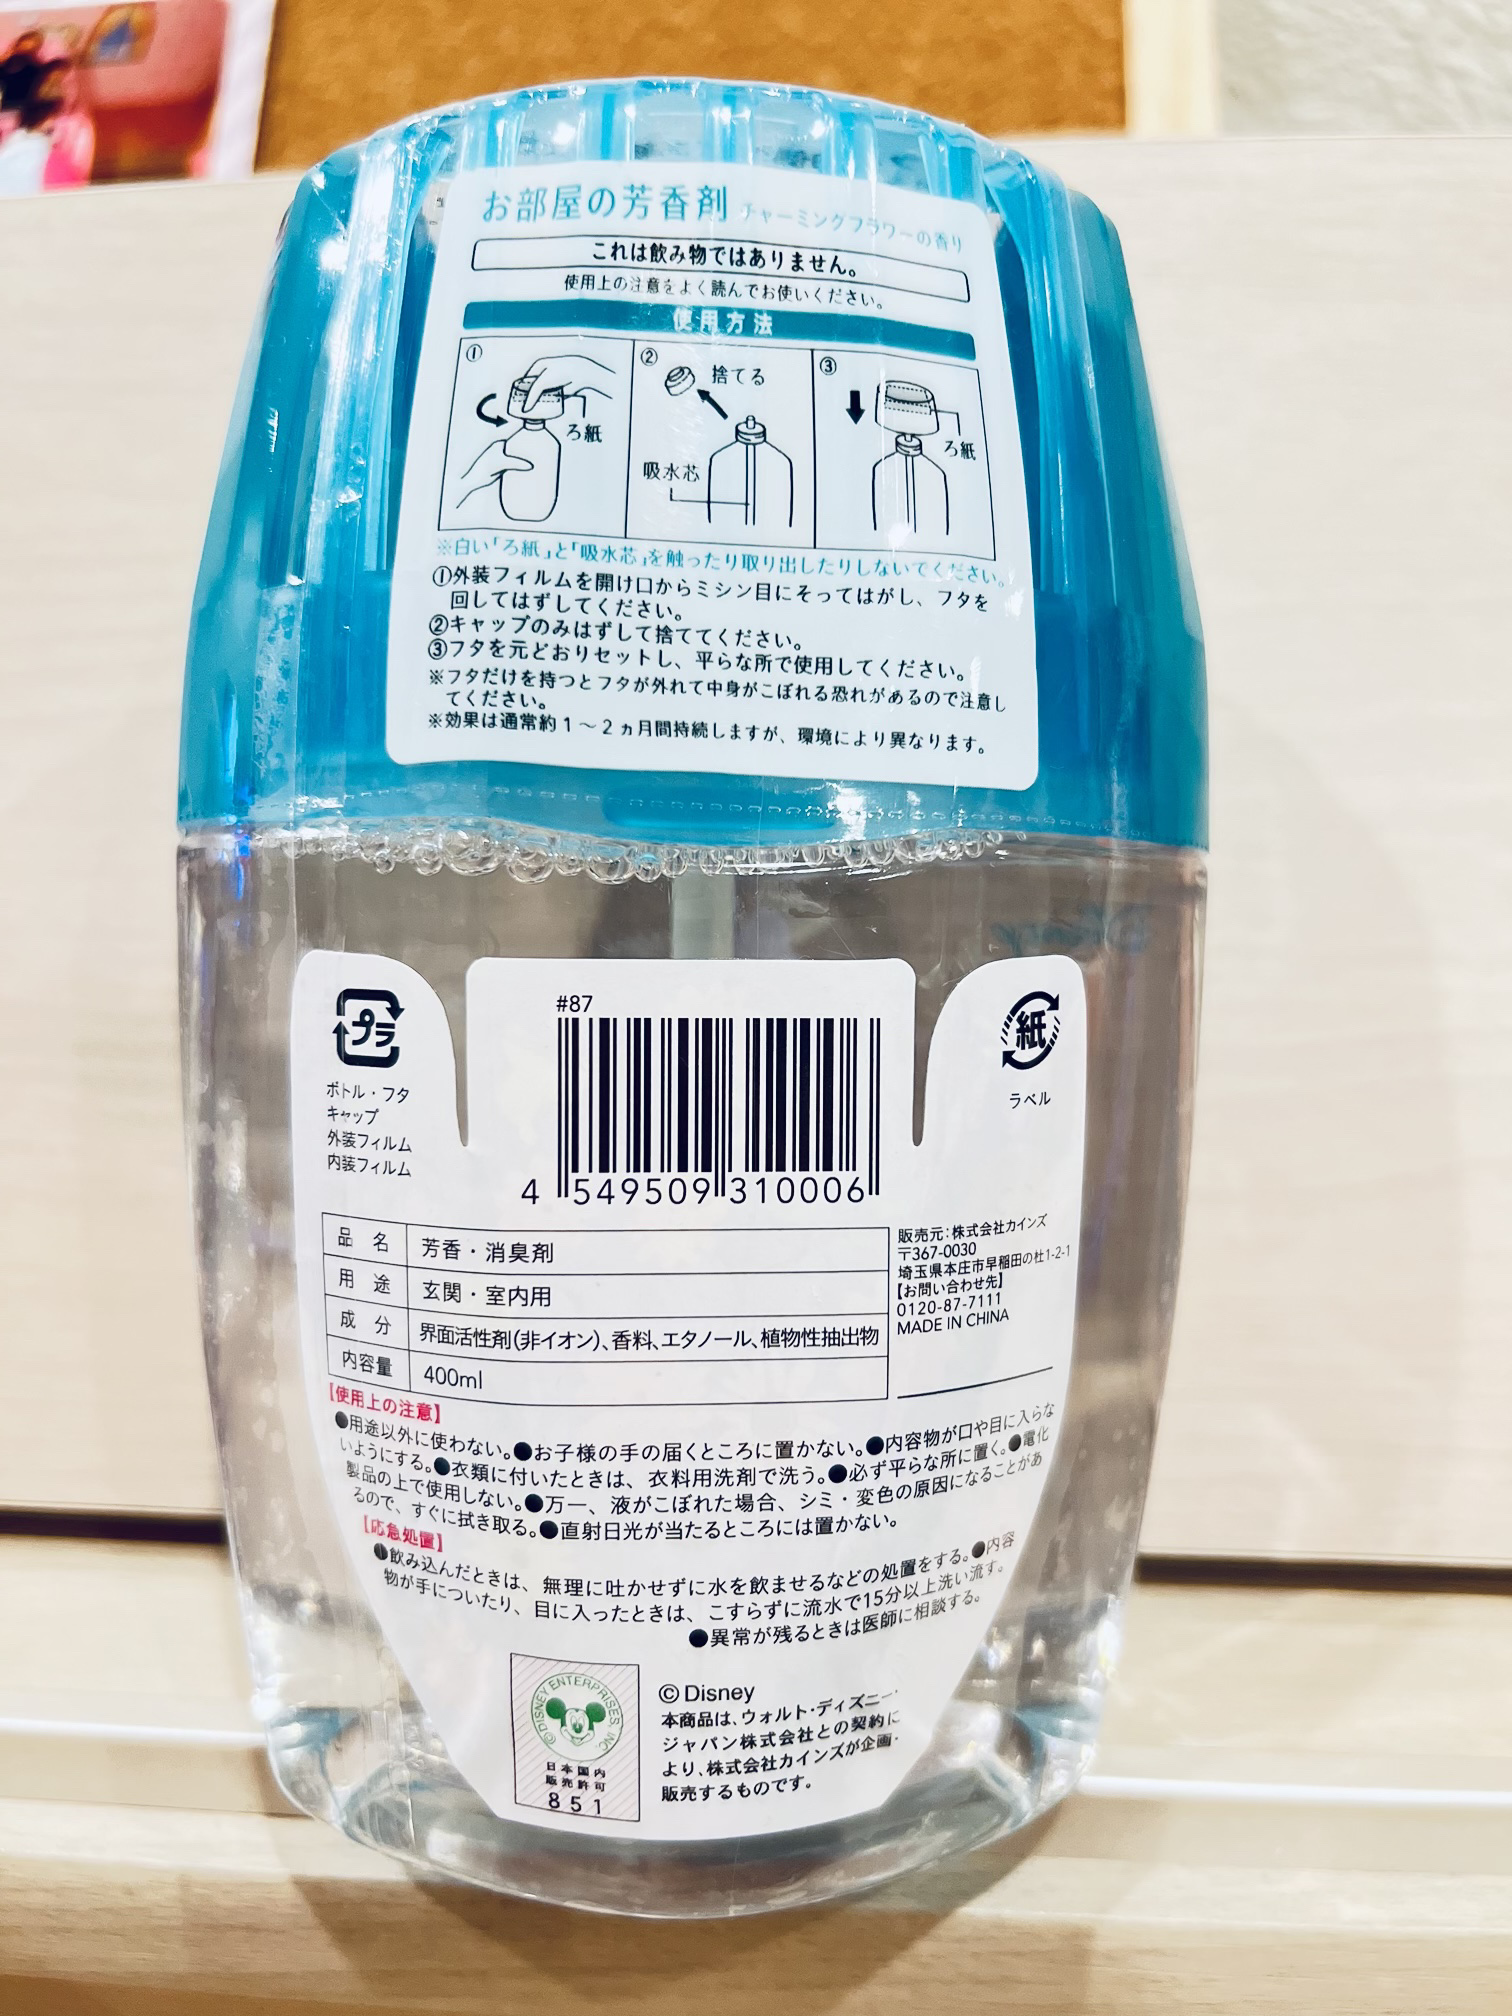 お部屋の芳香剤 チャーミングフラワーの香り
これは飲み物ではありません。
使用上の注意をよく読んでお使いください。
使用方法
① ろ紙
② 捨てる 吸水芯
③ ろ紙
※白い「ろ紙」と「吸水芯」を触ったり取り出したりしないでください。
①外装フィルムを開け口からミシン目にそってはがし、フタを
回してはずしてください。
②キャップのみはずして捨ててください。
③フタを元どおりセットし、平らな所で使用してください。
※フタだけを持つとフタが外れて中身がこぼれる恐れがあるので注意し
てください。
※効果は通常約1〜2ヵ月間持続しますが、環境により異なります。
プラ
ボトル・フタ
キャップ
外装フィルム
内装フィルム
#87
4 549509 310006
紙
ラベル
品名 芳香・消臭剤
用途 玄関・室内用
成分 界面活性剤(非イオン)、香料、エタノール、植物性抽出物
内容量 400ml
販売元:株式会社カインズ
〒367-0030
埼玉県本庄市早稲田の杜1-2-1
【お問い合わせ先】
0120-87-7111
MADE IN CHINA
【使用上の注意】
●用途以外に使わない。●お子様の手の届くところに置かない。●内容物が口や目に入らな
いようにする。●衣類に付いたときは、衣料用洗剤で洗う。●必ず平らな所に置く。●電化
製品の上で使用しない。●万一、液がこぼれた場合、シミ・変色の原因になることがあ
るので、すぐに拭き取る。●直射日光が当たるところには置かない。
【応急処置】
●飲み込んだときは、無理に吐かせずに水を飲ませるなどの処置をする。●内容
物が手についたり、目に入ったときは、こすらずに流水で15分以上洗い流す。
●異常が残るときは医師に相談する。
©DISNEY ENTERPRISES, INC
日本国内
販売許可
851
©Disney
本商品は、ウォルト・ディズニー・
ジャパン株式会社との契約に
より、株式会社カインズが企画・
販売するものです。